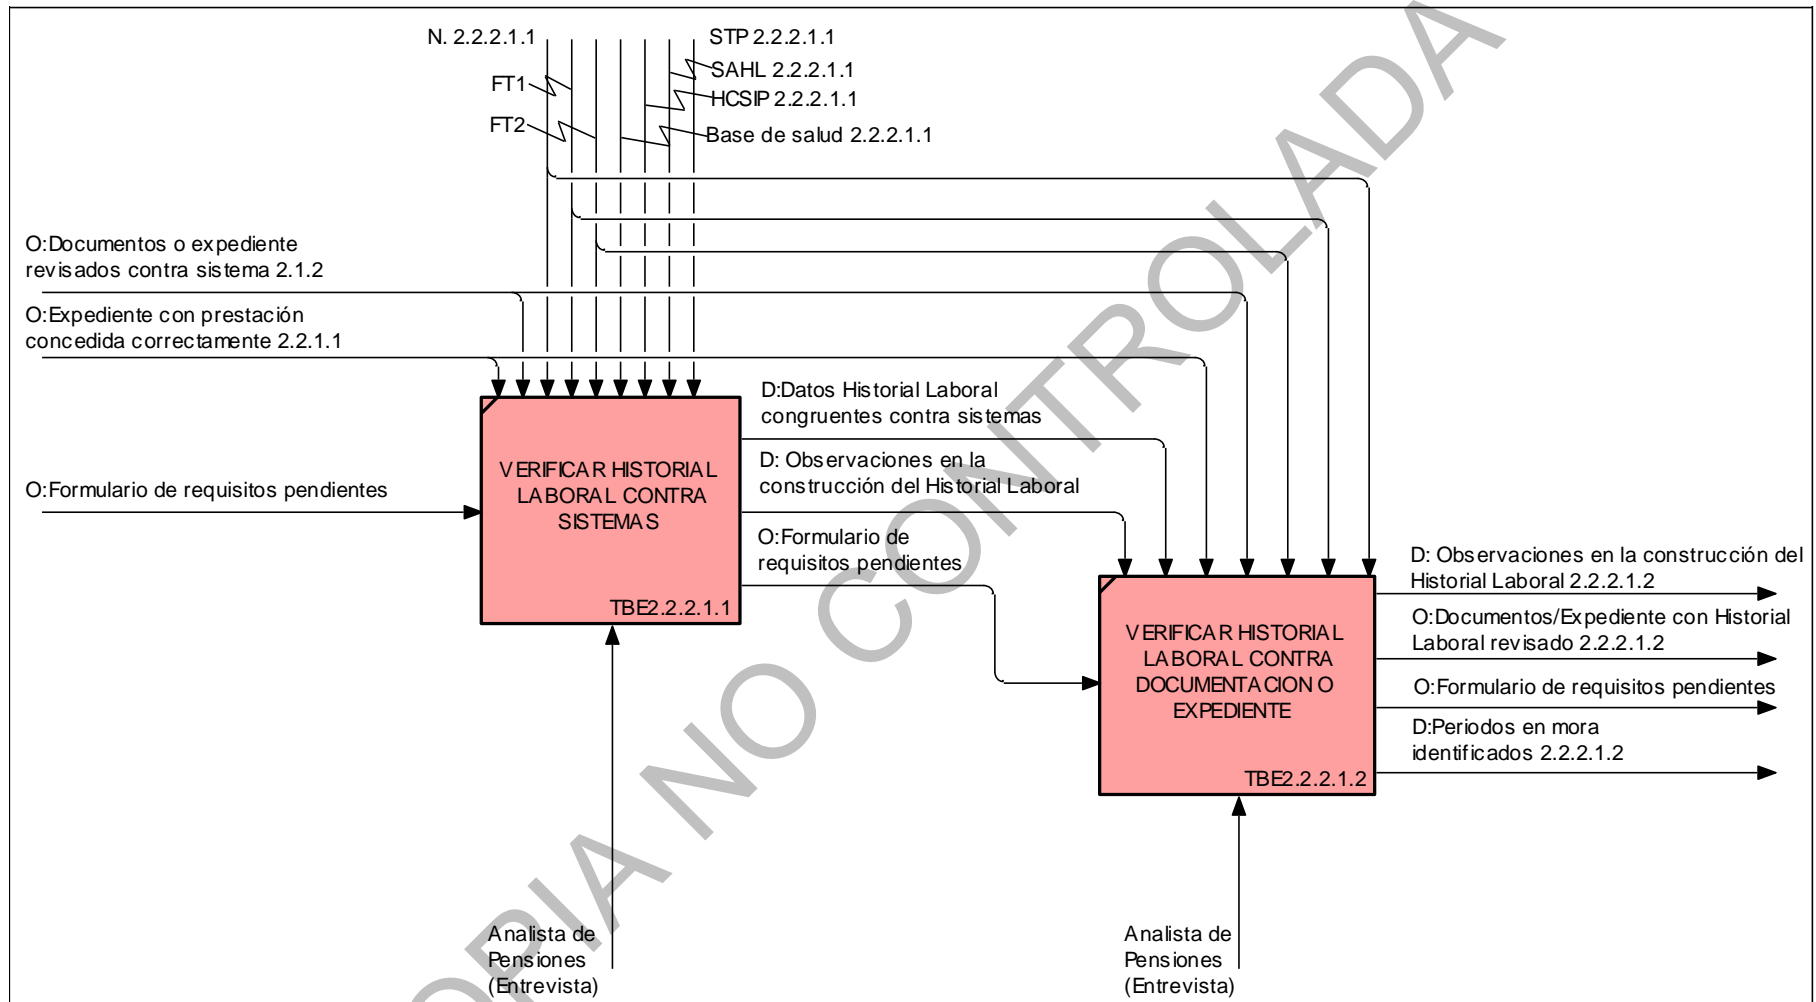 N. 2.2.2.1.1
STP 2.2.2.1.1
SAHL 2.2.2.1.1
FT1
HCSIP 2.2.2.1.1
FT2
Base de salud 2.2.2.1.1
O:Documentos o expediente
revisados contra sistema 2.1.2
O:Expediente con prestación
concedida correctamente 2.2.1.1
O:Formulario de requisitos pendientes
VERIFICAR HISTORIAL
LABORAL CONTRA
SISTEMAS
TBE2.2.2.1.1
D:Datos Historial Laboral
congruentes contra sistemas
D: Observaciones en la
construcción del Historial Laboral
O:Formulario de
requisitos pendientes
VERIFICAR HISTORIAL
LABORAL CONTRA
DOCUMENTACION O
EXPEDIENTE
TBE2.2.2.1.2
D: Observaciones en la construcción del
Historial Laboral 2.2.2.1.2
O:Documentos/Expediente con Historial
Laboral revisado 2.2.2.1.2
O:Formulario de requisitos pendientes
D:Periodos en mora
identificados 2.2.2.1.2
Analista de
Pensiones
(Entrevista)
Analista de
Pensiones
(Entrevista)
OPIA NO CONTROLADA